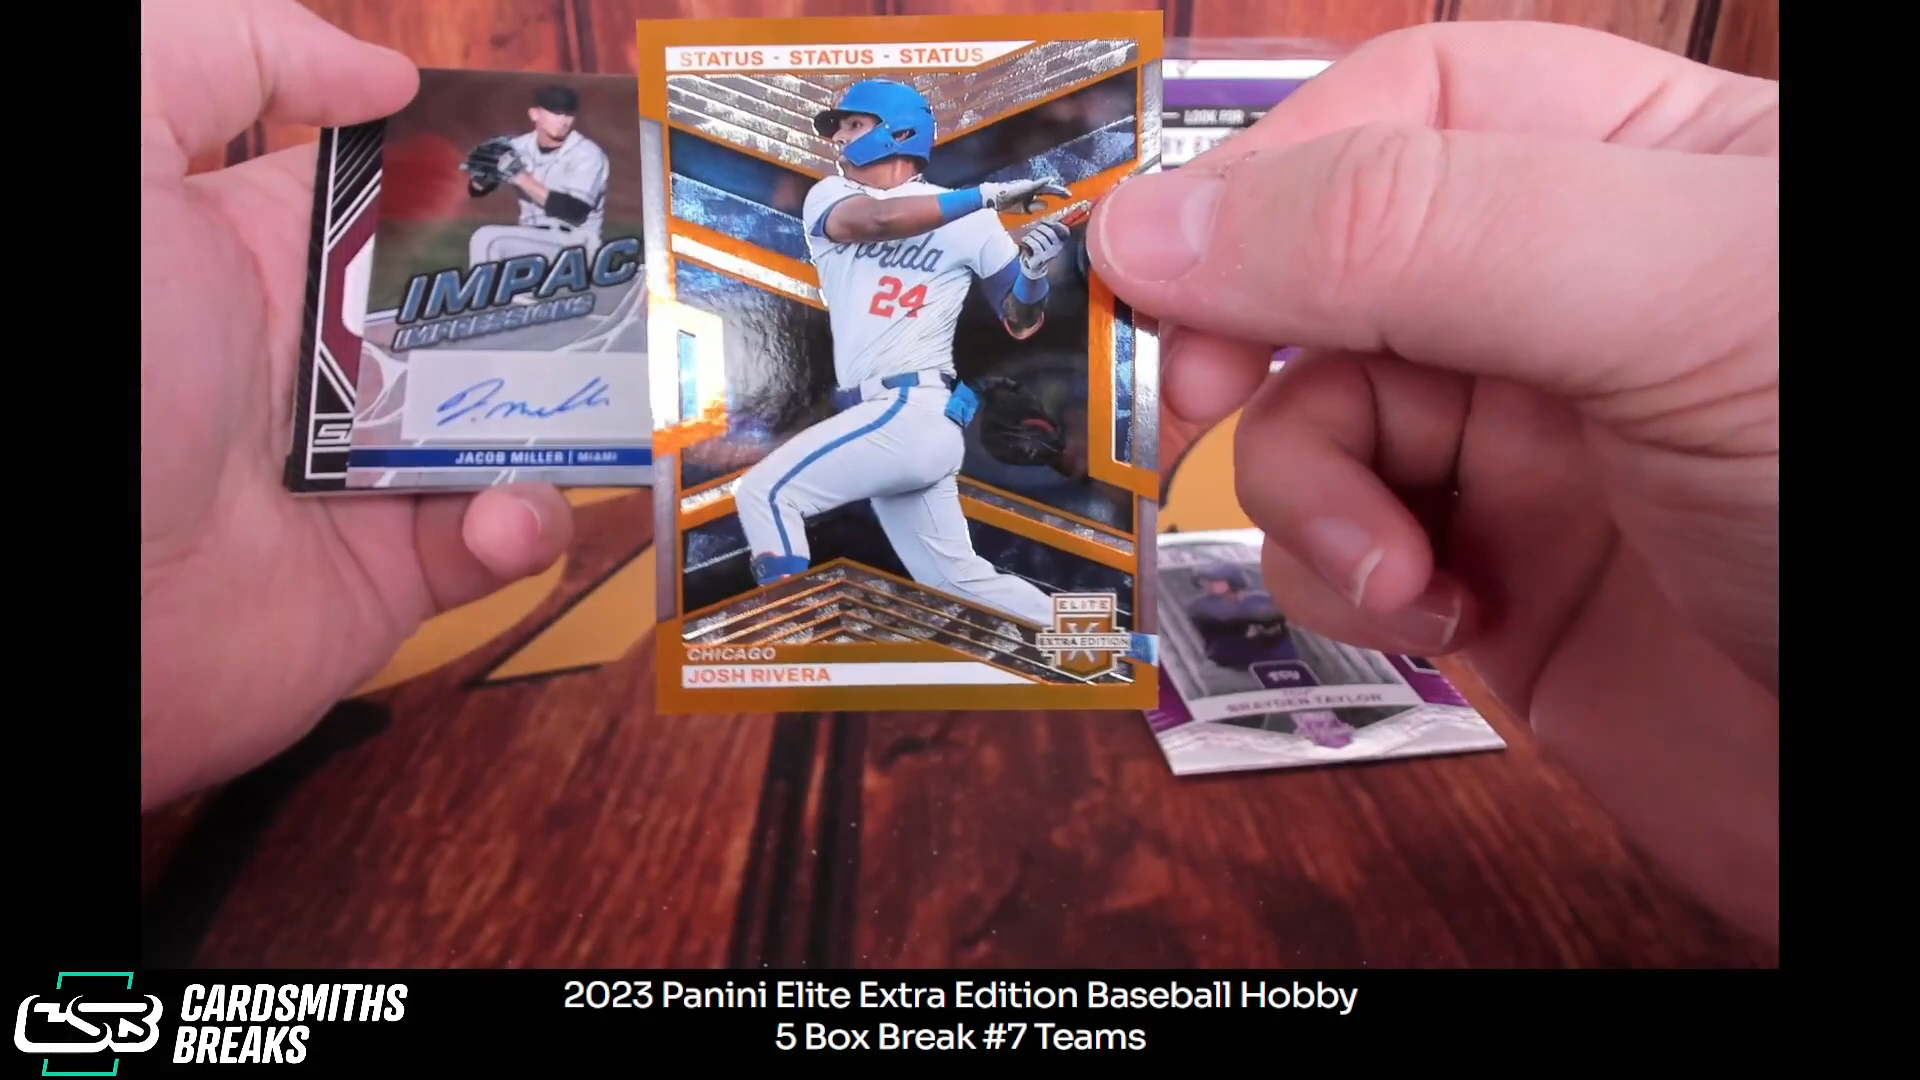 STATUS - STATUS - STATUS
LOOK FOR
IMPAC
IMPRESSIONS
JACOB MILLER | MIAMI
Florida
24
ELITE
X
EXTRA EDITION
CHICAGO
JOSH RIVERA
TCU
BRAYDEN TAYLOR
CSB
CARDSMITHS
BREAKS
2023 Panini Elite Extra Edition Baseball Hobby
5 Box Break #7 Teams